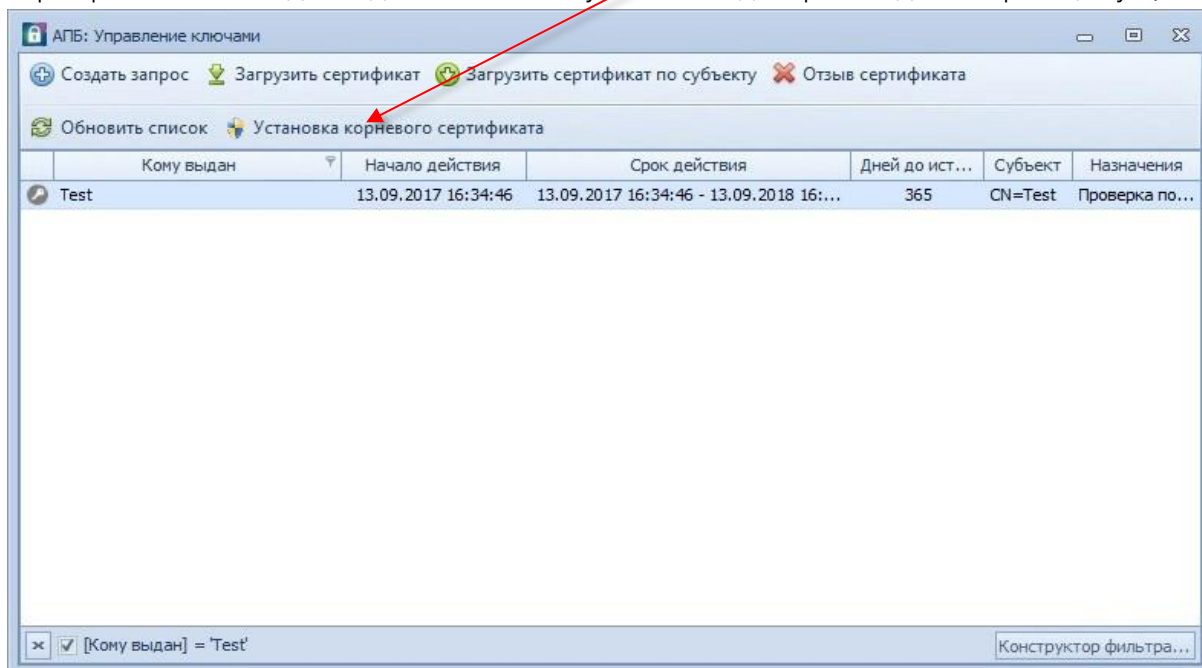 АПБ: Управление ключами
Создать запрос Загрузить сертификат Загрузить сертификат по субъекту Отзыв сертификата
Обновить список Установка корневого сертификата
Кому выдан Начало действия Срок действия Дней до ист... Субъект Назначения
Test 13.09.2017 16:34:46 13.09.2017 16:34:46 - 13.09.2018 16:... 365 CN=Test Проверка по...
[Кому выдан] = 'Test' Конструктор фильтра...